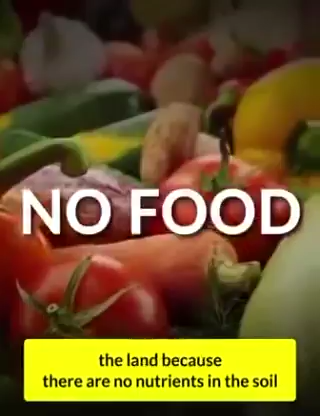 NO FOOD
the land because
there are no nutrients in the soil